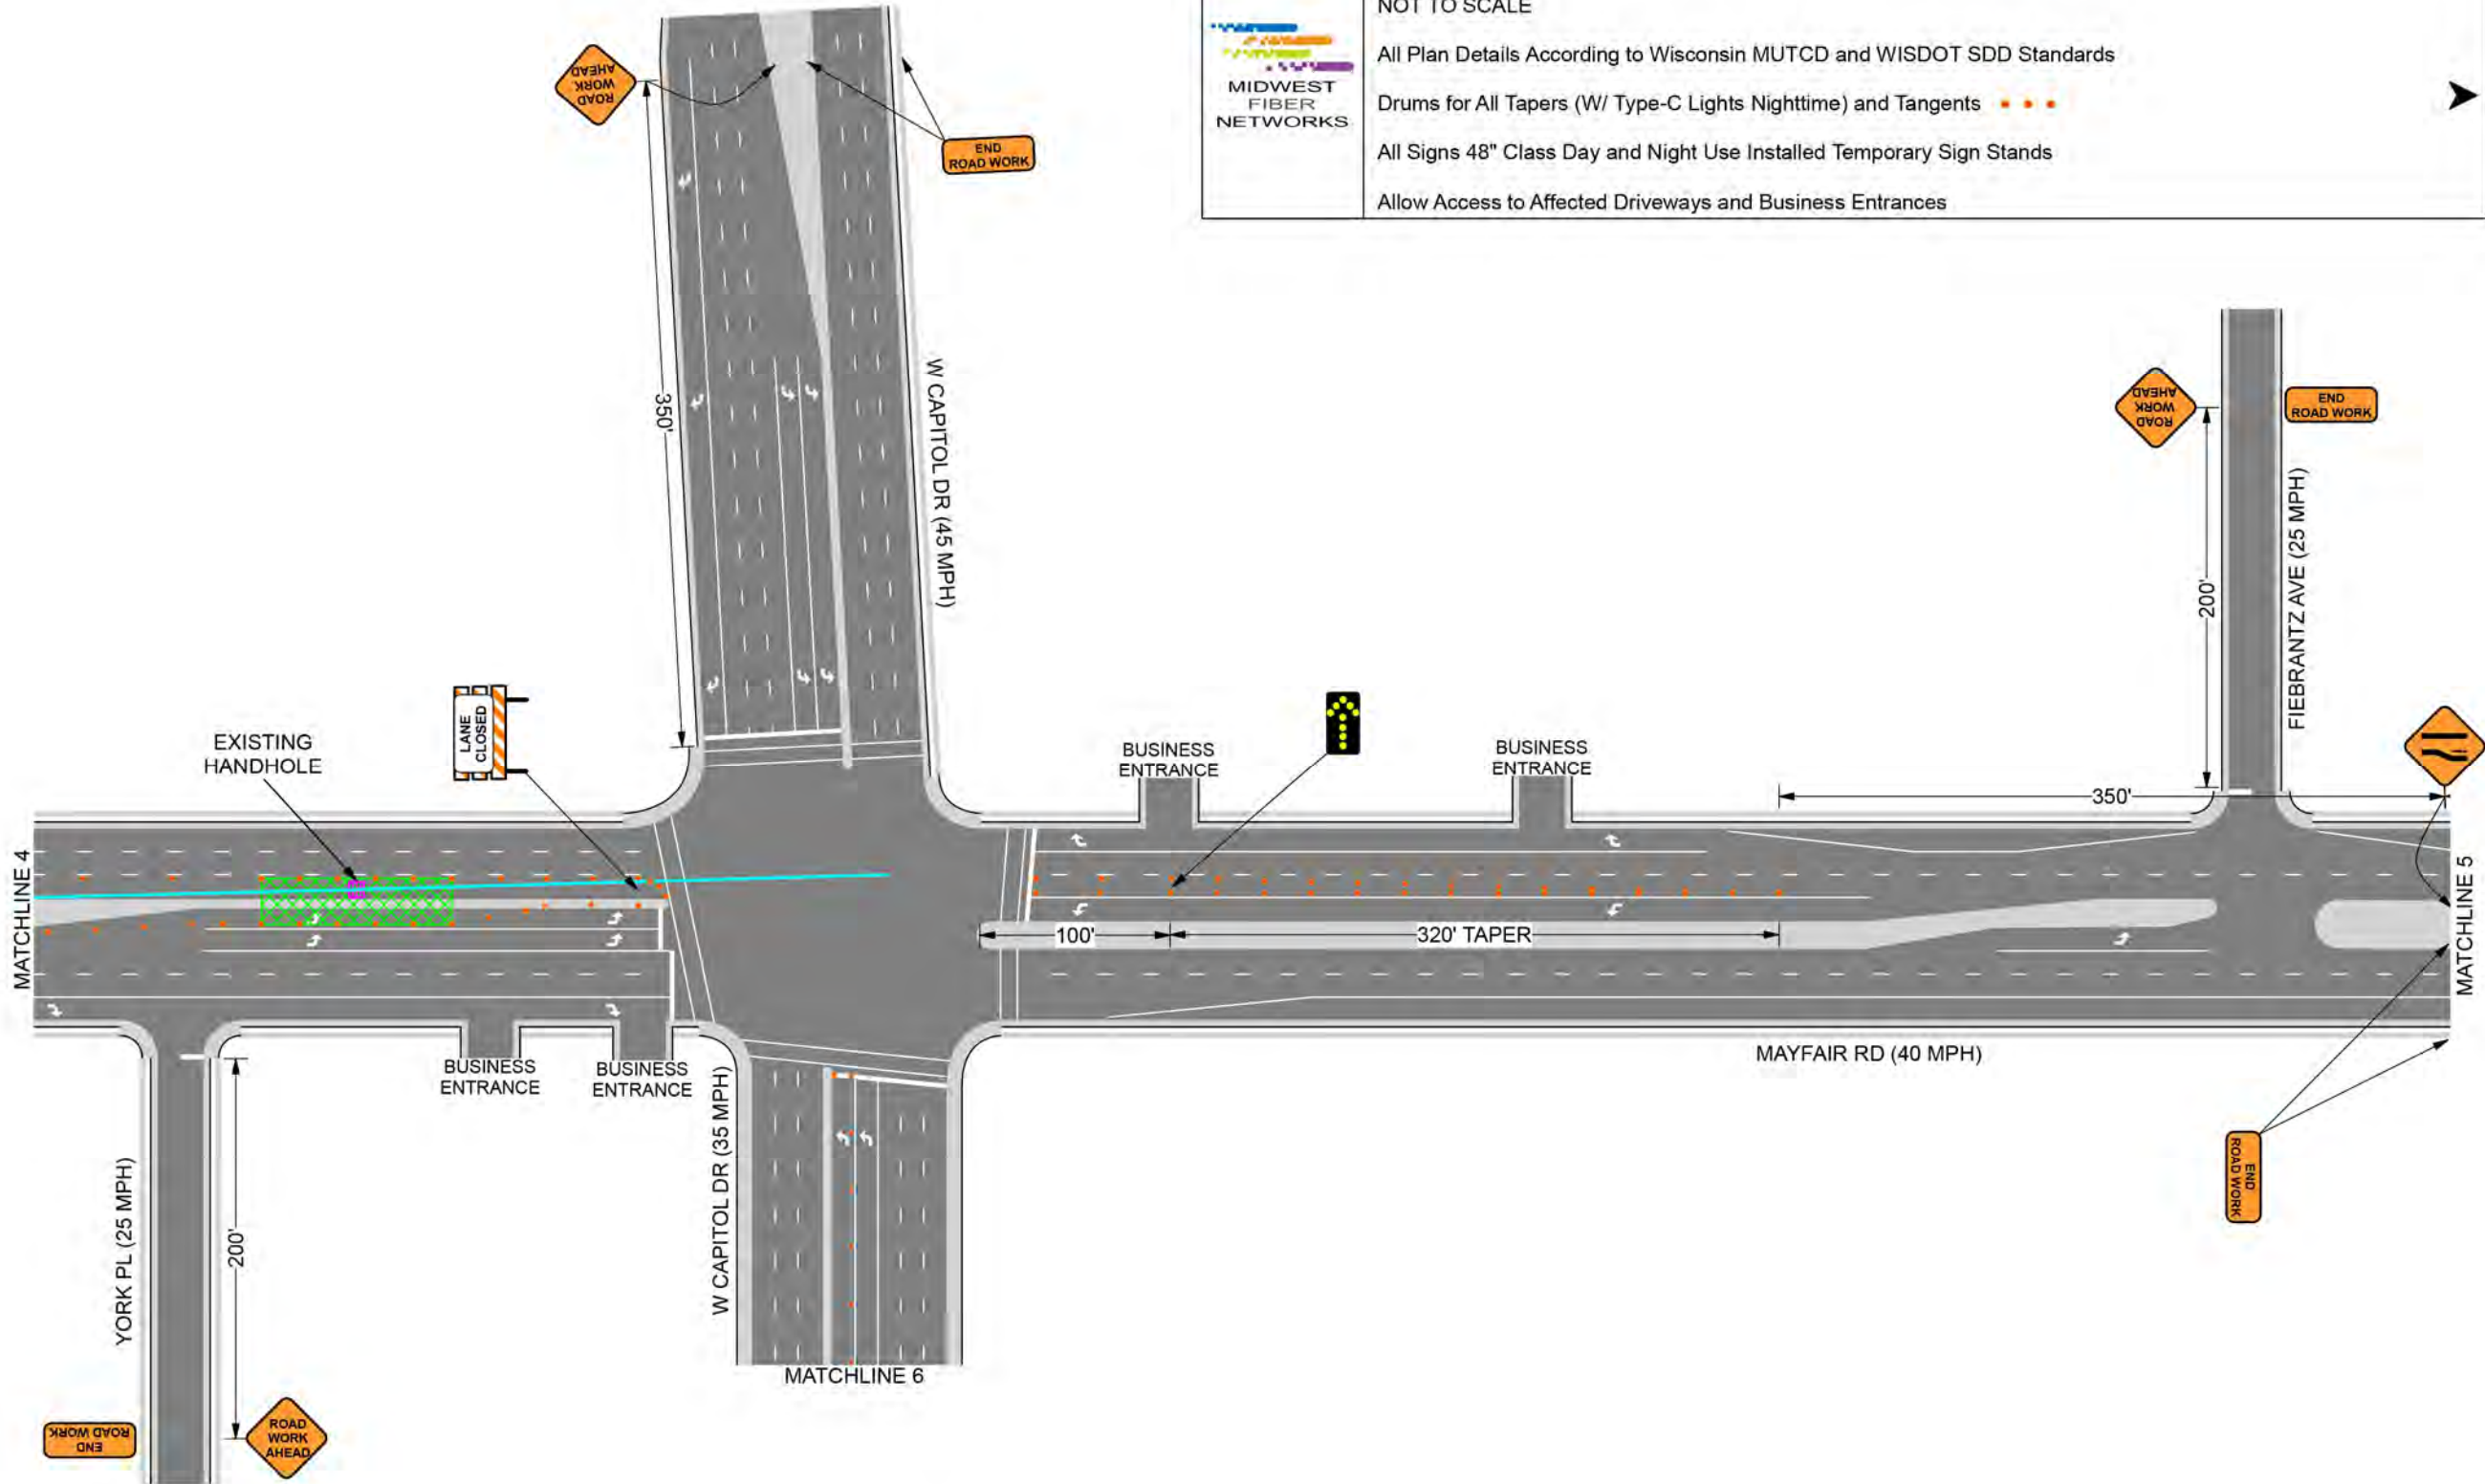 NOT TO SCALE
MIDWEST
FIBER
NETWORKS
All Plan Details According to Wisconsin MUTCD and WISDOT SDD Standards
Drums for All Tapers (W/ Type-C Lights Nighttime) and Tangents
All Signs 48" Class Day and Night Use Installed Temporary Sign Stands
Allow Access to Affected Driveways and Business Entrances
ROAD
WORK
AHEAD
END
ROAD WORK
350'
W CAPITOL DR (45 MPH)
ROAD
WORK
AHEAD
END
ROAD WORK
200'
FIEBRANTZ AVE (25 MPH)
EXISTING
HANDHOLE
LANE
CLOSED
BUSINESS
ENTRANCE
BUSINESS
ENTRANCE
350'
MATCHLINE 4
MATCHLINE 5
100'
320' TAPER
MAYFAIR RD (40 MPH)
BUSINESS
ENTRANCE
BUSINESS
ENTRANCE
YORK PL (25 MPH)
200'
W CAPITOL DR (35 MPH)
END
ROAD WORK
MATCHLINE 6
END
ROAD WORK
ROAD
WORK
AHEAD